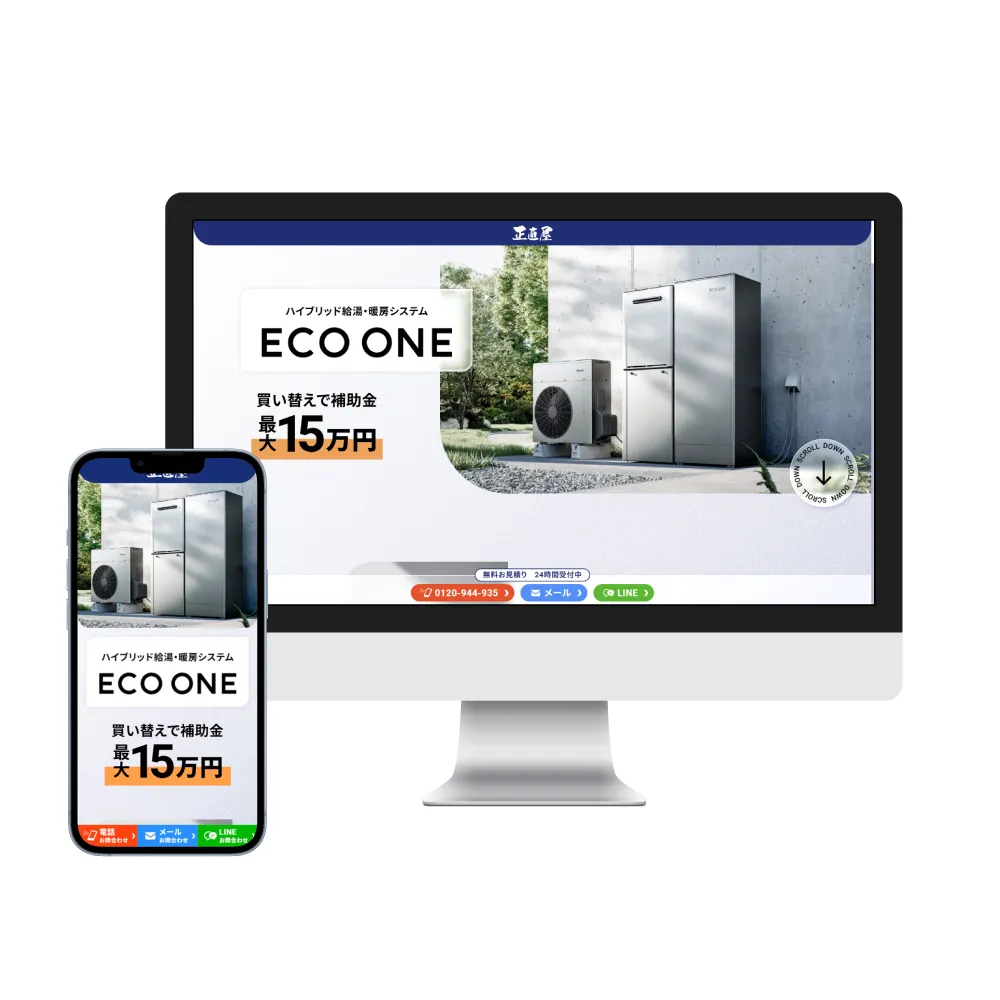 正直屋
ハイブリッド給湯・暖房システム
ECO ONE
買い替えで補助金
最大15万円
SCROLL DOWN SCROLL DOWN SCROLL DOWN
無料お見積り 24時間受付中
0120-944-935
メール
LINE
ハイブリッド給湯・暖房システム
ECO ONE
買い替えで補助金
最大15万円
電話
お問合わせ
メール
お問合わせ
LINE
お問合わせ